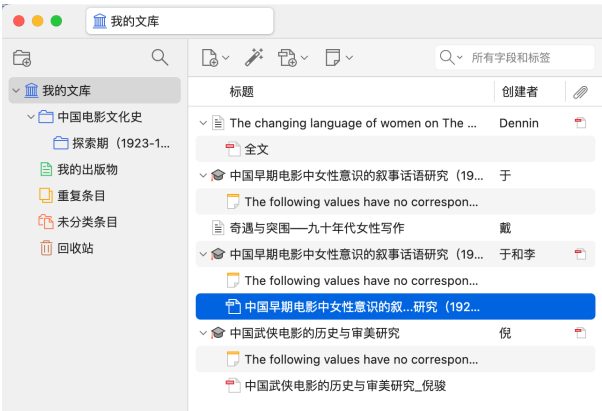 我的文库
所有字段和标签
我的文库
中国电影文化史
探索期（1923-1...
我的出版物
重复条目
未分类条目
回收站
标题 创建者
The changing language of women on The ... Dennin
全文
中国早期电影中女性意识的叙事话语研究（19... 于
The following values have no correspon...
奇遇与突围——九十年代女性写作 戴
中国早期电影中女性意识的叙事话语研究（19... 于和李
The following values have no correspon...
中国早期电影中女性意识的叙...研究（192...
中国武侠电影的历史与审美研究 倪
The following values have no correspon...
中国武侠电影的历史与审美研究_倪骏